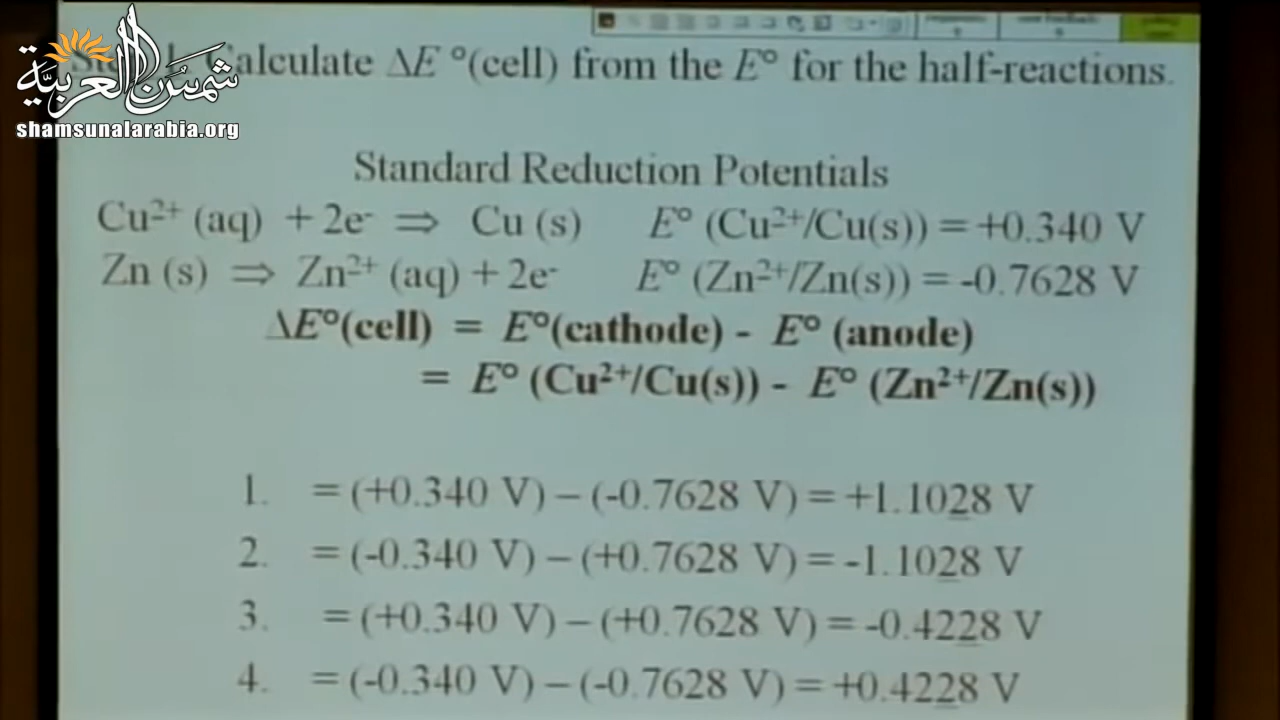 شمس العربية
shamsunalarabia.org
Calculate ΔE °(cell) from the E° for the half-reactions.
Standard Reduction Potentials
Cu²⁺ (aq) + 2e⁻ ⇒ Cu (s) E° (Cu²⁺/Cu(s)) = +0.340 V
Zn (s) ⇒ Zn²⁺ (aq) + 2e⁻ E° (Zn²⁺/Zn(s)) = -0.7628 V
ΔE°(cell) = E°(cathode) - E° (anode)
= E° (Cu²⁺/Cu(s)) - E° (Zn²⁺/Zn(s))
1. = (+0.340 V) – (-0.7628 V) = +1.1028 V
2. = (-0.340 V) – (+0.7628 V) = -1.1028 V
3. = (+0.340 V) – (+0.7628 V) = -0.4228 V
4. = (-0.340 V) – (-0.7628 V) = +0.4228 V